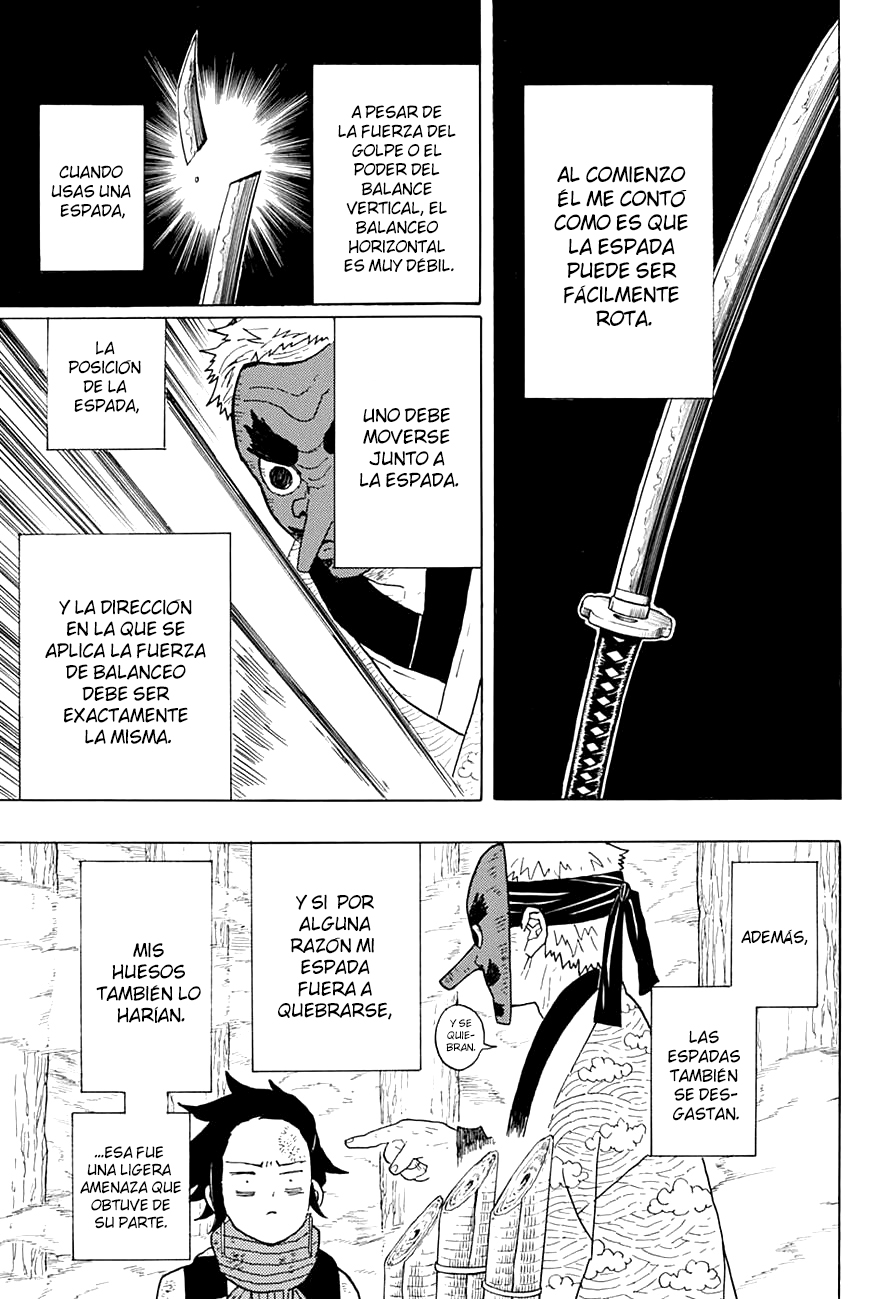 AL COMIENZO
ÉL ME CONTÓ
COMO ES QUE
LA ESPADA
PUEDE SER
FÁCILMENTE
ROTA.
A PESAR DE
LA FUERZA DEL
GOLPE O EL
PODER DEL
BALANCE
VERTICAL, EL
BALANCEO
HORIZONTAL
ES MUY DÉBIL.
CUANDO
USAS UNA
ESPADA,
UNO DEBE
MOVERSE
JUNTO A
LA ESPADA.
LA
POSICIÓN
DE LA
ESPADA,
Y LA DIRECCIÓN
EN LA QUE SE
APLICA LA FUERZA
DE BALANCEO
DEBE SER
EXACTAMENTE
LA MISMA.
ADEMÁS,
LAS
ESPADAS
TAMBIÉN
SE DES-
GASTAN.
Y SE
QUIE-
BRAN.
Y SI POR
ALGUNA
RAZÓN MI
ESPADA
FUERA A
QUEBRARSE,
MIS
HUESOS
TAMBIÉN LO
HARÍAN.
...ESA FUE
UNA LIGERA
AMENAZA QUE
OBTUVE DE
SU PARTE.